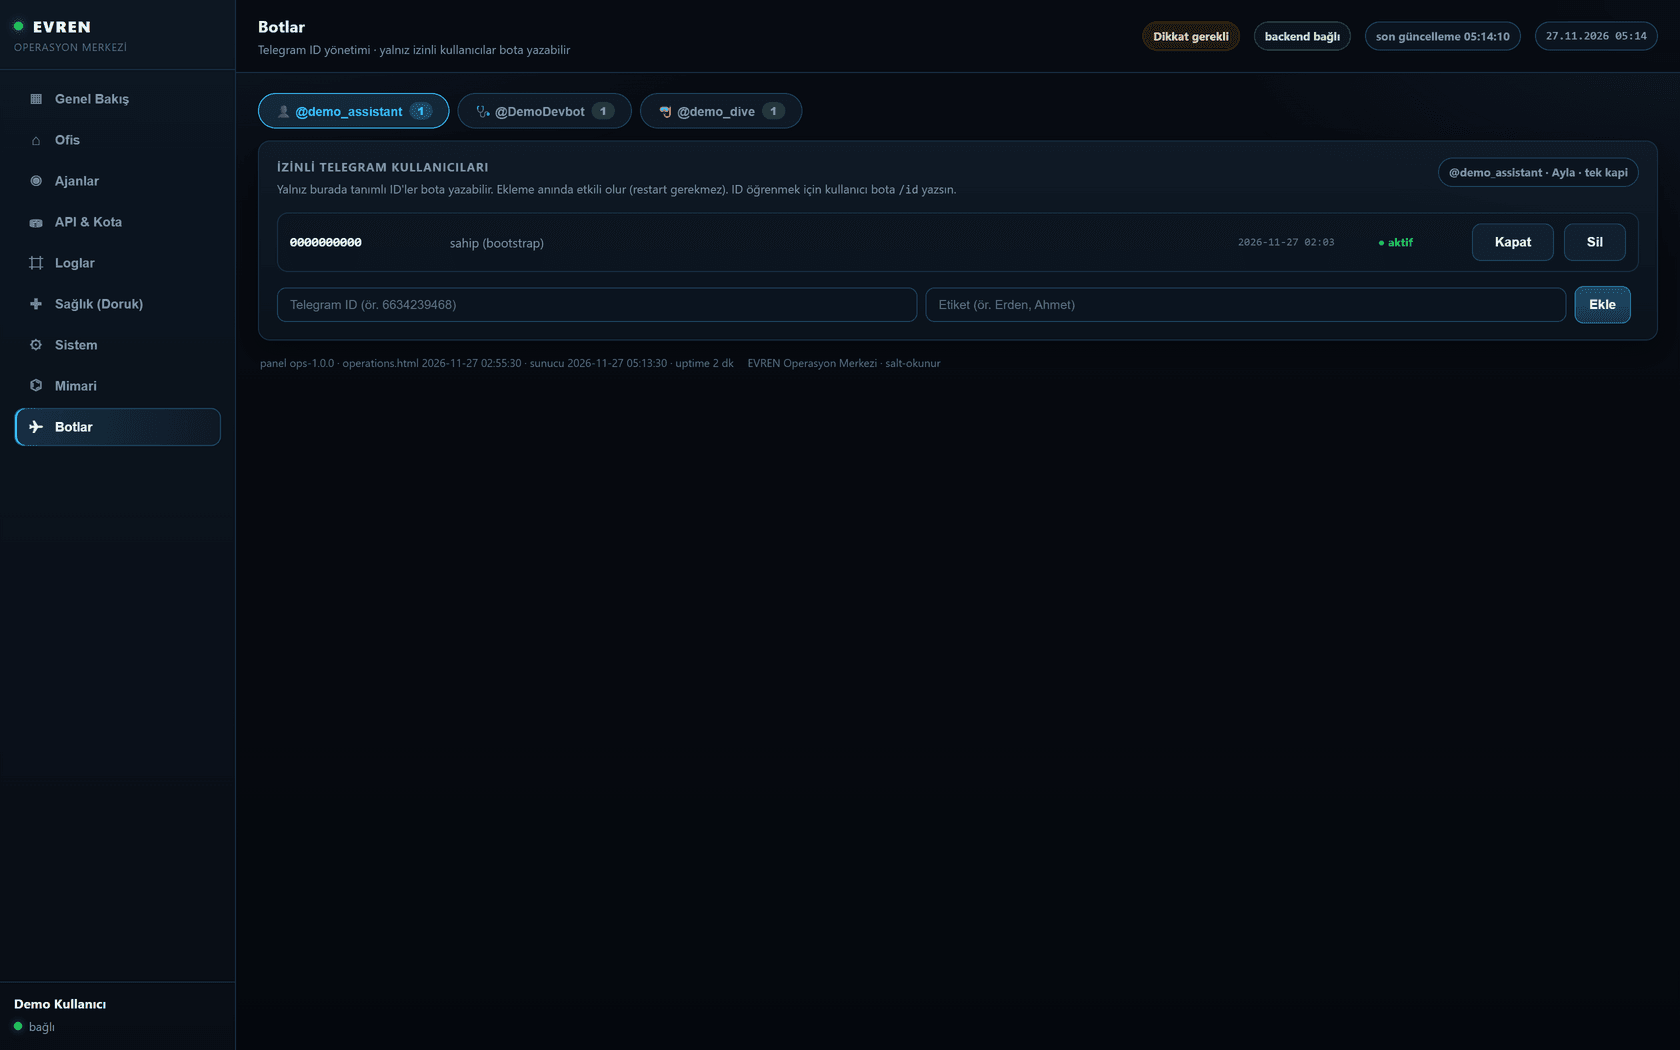 EVREN
OPERASYON MERKEZİ
Genel Bakış
Ofis
Ajanlar
API & Kota
Loglar
Sağlık (Doruk)
Sistem
Mimari
Botlar
Demo Kullanıcı
bağlı
Botlar
Telegram ID yönetimi · yalnız izinli kullanıcılar bota yazabilir
Dikkat gerekli
backend bağlı
son güncelleme 05:14:10
27.11.2026 05:14
@demo_assistant 1
@DemoDevbot 1
@demo_dive 1
İZİNLİ TELEGRAM KULLANICILARI
Yalnız burada tanımlı ID'ler bota yazabilir. Ekleme anında etkili olur (restart gerekmez). ID öğrenmek için kullanıcı bota /id yazsın.
@demo_assistant · Ayla · tek kapi
0000000000 sahip (bootstrap) 2026-11-27 02:03 aktif Kapat Sil
Telegram ID (ör. 6634239468) Etiket (ör. Erden, Ahmet) Ekle
panel ops-1.0.0 · operations.html 2026-11-27 02:55:30 · sunucu 2026-11-27 05:13:30 · uptime 2 dk EVREN Operasyon Merkezi · salt-okunur